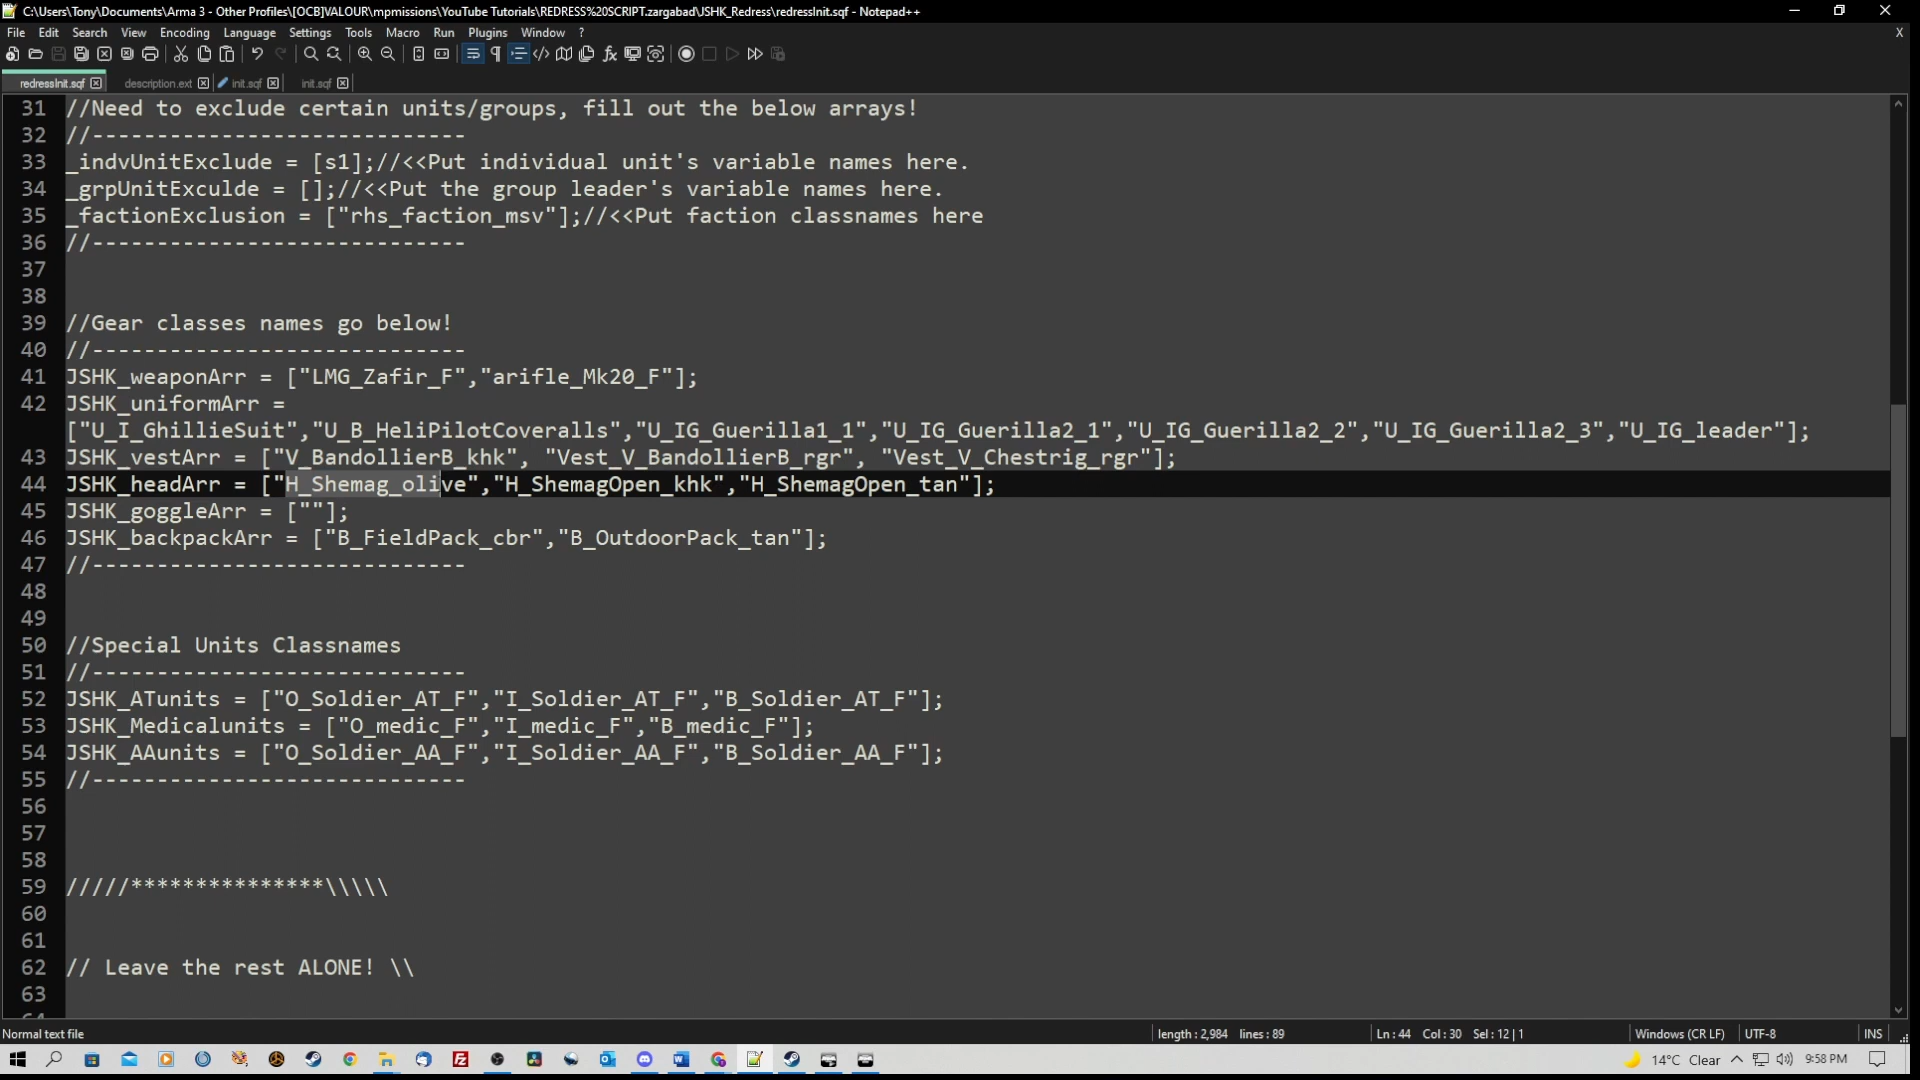 C:\Users\Tony\Documents\Arma 3 - Other Profiles\[OCB]VALOUR\mpmissions\YouTube Tutorials\REDRESS%20SCRIPT.zargabad\JSHK_Redress\redressInit.sqf - Notepad++
File Edit Search View Encoding Language Settings Tools Macro Run Plugins Window ? X
redressInit.sqf description.ext init.sqf init.sqf
31 //Need to exclude certain units/groups, fill out the below arrays!
32 //-----------------------------
33 _indvUnitExclude = [s1];//<<Put individual unit's variable names here.
34 _grpUnitExculde = [];//<<Put the group leader's variable names here.
35 _factionExclusion = ["rhs_faction_msv"];//<<Put faction classnames here
36 //-----------------------------
37
38
39 //Gear classes names go below!
40 //-----------------------------
41 JSHK_weaponArr = ["LMG_Zafir_F","arifle_Mk20_F"];
42 JSHK_uniformArr =
["U_I_GhillieSuit","U_B_HeliPilotCoveralls","U_IG_Guerilla1_1","U_IG_Guerilla2_1","U_IG_Guerilla2_2","U_IG_Guerilla2_3","U_IG_leader"];
43 JSHK_vestArr = ["V_BandollierB_khk", "Vest_V_BandollierB_rgr", "Vest_V_Chestrig_rgr"];
44 JSHK_headArr = ["H_Shemag_olive","H_ShemagOpen_khk","H_ShemagOpen_tan"];
45 JSHK_goggleArr = [""];
46 JSHK_backpackArr = ["B_FieldPack_cbr","B_OutdoorPack_tan"];
47 //-----------------------------
48
49
50 //Special Units Classnames
51 //-----------------------------
52 JSHK_ATunits = ["O_Soldier_AT_F","I_Soldier_AT_F","B_Soldier_AT_F"];
53 JSHK_Medicalunits = ["O_medic_F","I_medic_F","B_medic_F"];
54 JSHK_AAunits = ["O_Soldier_AA_F","I_Soldier_AA_F","B_Soldier_AA_F"];
55 //-----------------------------
56
57
58
59 /////***************\\\\\
60
61
62 // Leave the rest ALONE! \\
63
Normal text file length : 2,984 lines : 89 Ln : 44 Col : 30 Sel : 12 | 1 Windows (CR LF) UTF-8 INS
14°C Clear 9:58 PM